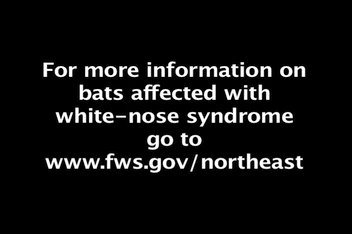 For more information on
bats affected with
white-nose syndrome
go to
www.fws.gov/northeast